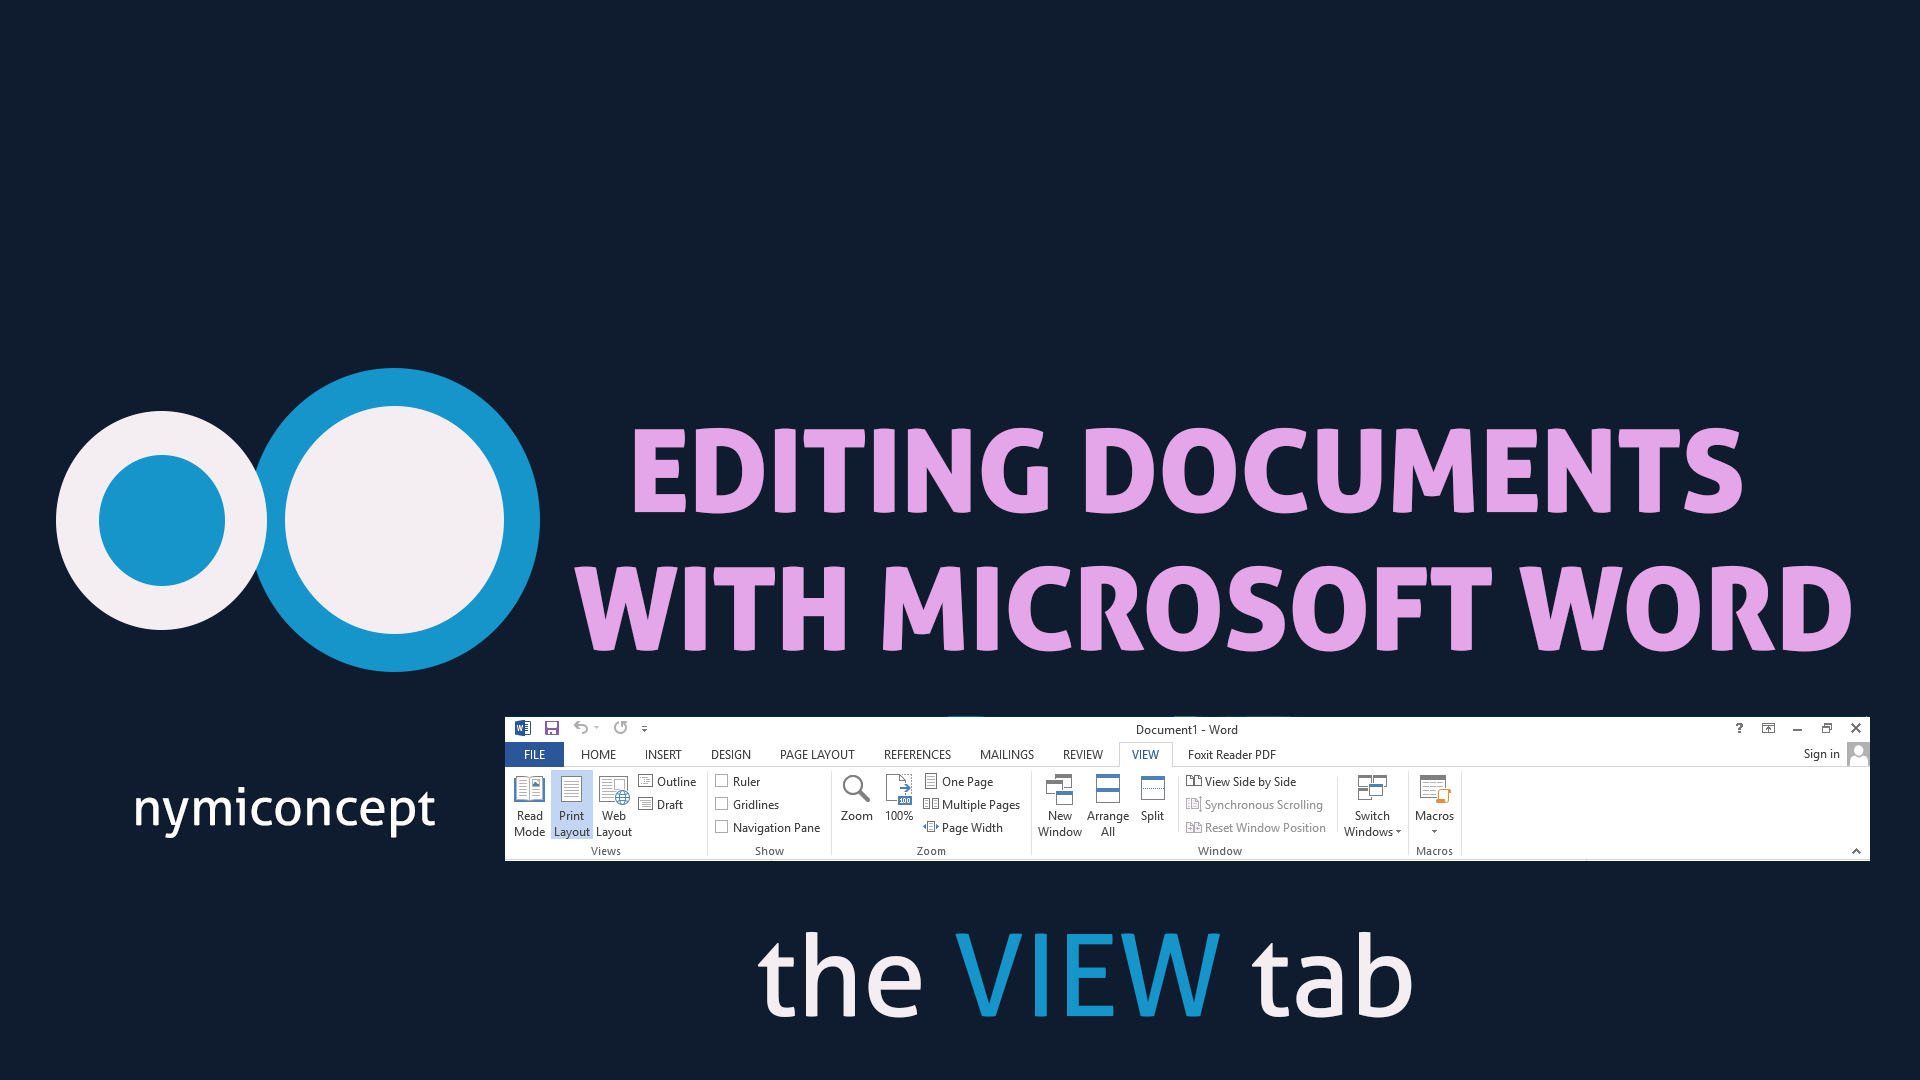 EDITING DOCUMENTS
WITH MICROSOFT WORD
nymiconcept
Document1 - Word
?
FILE HOME INSERT DESIGN PAGE LAYOUT REFERENCES MAILINGS REVIEW VIEW Foxit Reader PDF Sign in
Read Mode
Print Layout
Web Layout
Outline
Draft
Views
Ruler
Gridlines
Navigation Pane
Show
Zoom
100
100%
One Page
Multiple Pages
Page Width
Zoom
New Window
Arrange All
Split
View Side by Side
Synchronous Scrolling
Reset Window Position
Switch Windows
Window
Macros
Macros
the VIEW tab